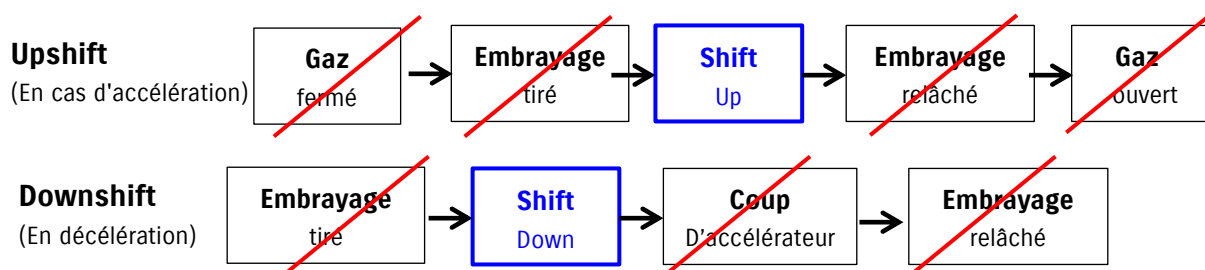 Upshift
(En cas d'accélération)
Gaz
fermé
Embrayage
tiré
Shift
Up
Embrayage
relâché
Gaz
ouvert
Downshift
(En décélération)
Embrayage
tiré
Shift
Down
Coup
D'accélérateur
Embrayage
relâché